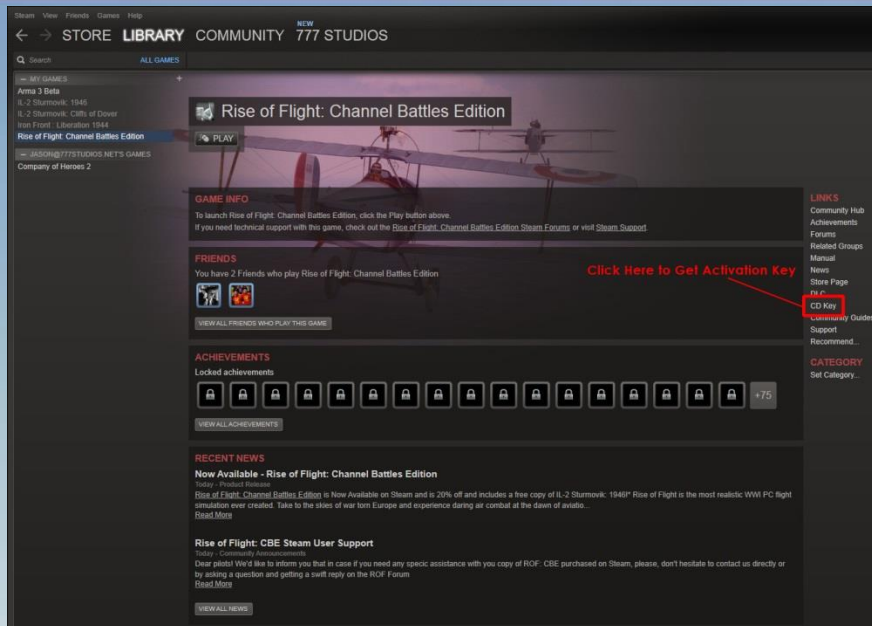 Steam View Friends Games Help
← → STORE LIBRARY COMMUNITY NEW 777 STUDIOS
Search ALL GAMES
— MY GAMES +
Arma 3 Beta
IL-2 Sturmovik: 1946
IL-2 Sturmovik: Cliffs of Dover
Iron Front : Liberation 1944
Rise of Flight: Channel Battles Edition
— JASON@777STUDIOS.NET'S GAMES
Company of Heroes 2
Rise of Flight: Channel Battles Edition
PLAY
GAME INFO
To launch Rise of Flight: Channel Battles Edition, click the Play button above.
If you need technical support with this game, check out the Rise of Flight: Channel Battles Edition Steam Forums or visit Steam Support.
FRIENDS
You have 2 Friends who play Rise of Flight: Channel Battles Edition
VIEW ALL FRIENDS WHO PLAY THIS GAME
ACHIEVEMENTS
Locked achievements
+75
VIEW ALL ACHIEVEMENTS
RECENT NEWS
Now Available - Rise of Flight: Channel Battles Edition
Today - Product Release
Rise of Flight: Channel Battles Edition is Now Available on Steam and is 20% off and includes a free copy of IL-2 Sturmovik: 1946!* Rise of Flight is the most realistic WWI PC flight
simulation ever created. Take to the skies of war torn Europe and experience daring air combat at the dawn of aviatio...
Read More
Rise of Flight: CBE Steam User Support
Today - Community Announcements
Dear pilots! We'd like to inform you that in case if you need any specic assistance with you copy of ROF: CBE purchased on Steam, please, don't hesitate to contact us directly or
by asking a question and getting a swift reply on the ROF Forum
Read More
VIEW ALL NEWS
Click Here to Get Activation Key
LINKS
Community Hub
Achievements
Forums
Related Groups
Manual
News
Store Page
DLC
CD Key
Community Guides
Support
Recommend...
CATEGORY
Set Category...